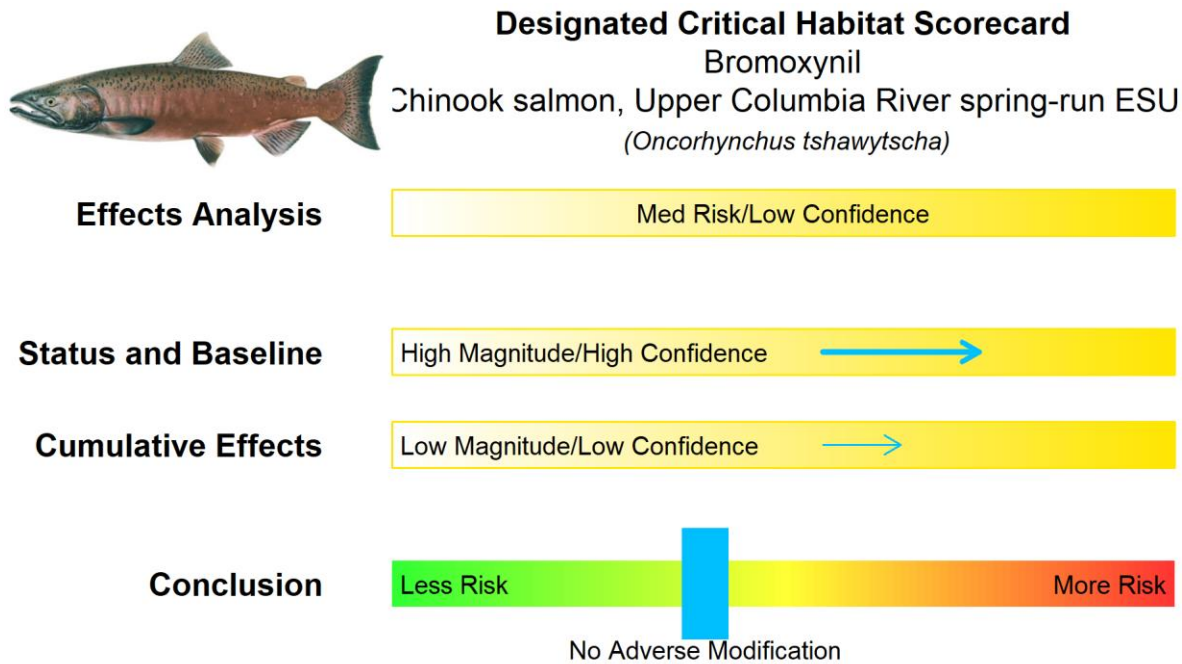 Designated Critical Habitat Scorecard
Bromoxynil
Chinook salmon, Upper Columbia River spring-run ESU
(Oncorhynchus tshawytscha)
Effects Analysis
Med Risk/Low Confidence
Status and Baseline
High Magnitude/High Confidence
Cumulative Effects
Low Magnitude/Low Confidence
Conclusion
Less Risk
More Risk
No Adverse Modification